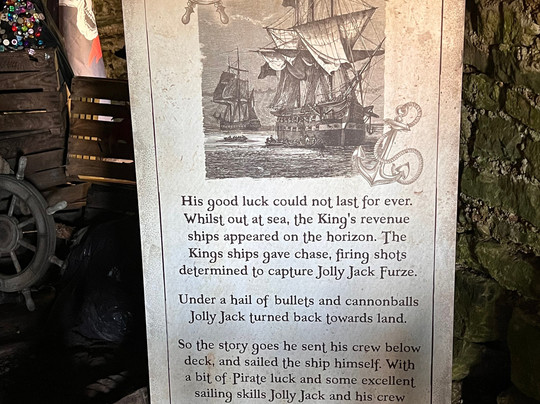 His good luck could not last for ever.
Whilst out at sea, the King's revenue
ships appeared on the horizon. The
Kings ships gave chase, firing shots
determined to capture Jolly Jack Furze.
Under a hail of bullets and cannonballs
Jolly Jack turned back towards land.
So the story goes he sent his crew below
deck, and sailed the ship himself. With
a bit of Pirate luck and some excellent
sailing skills Jolly Jack and his crew